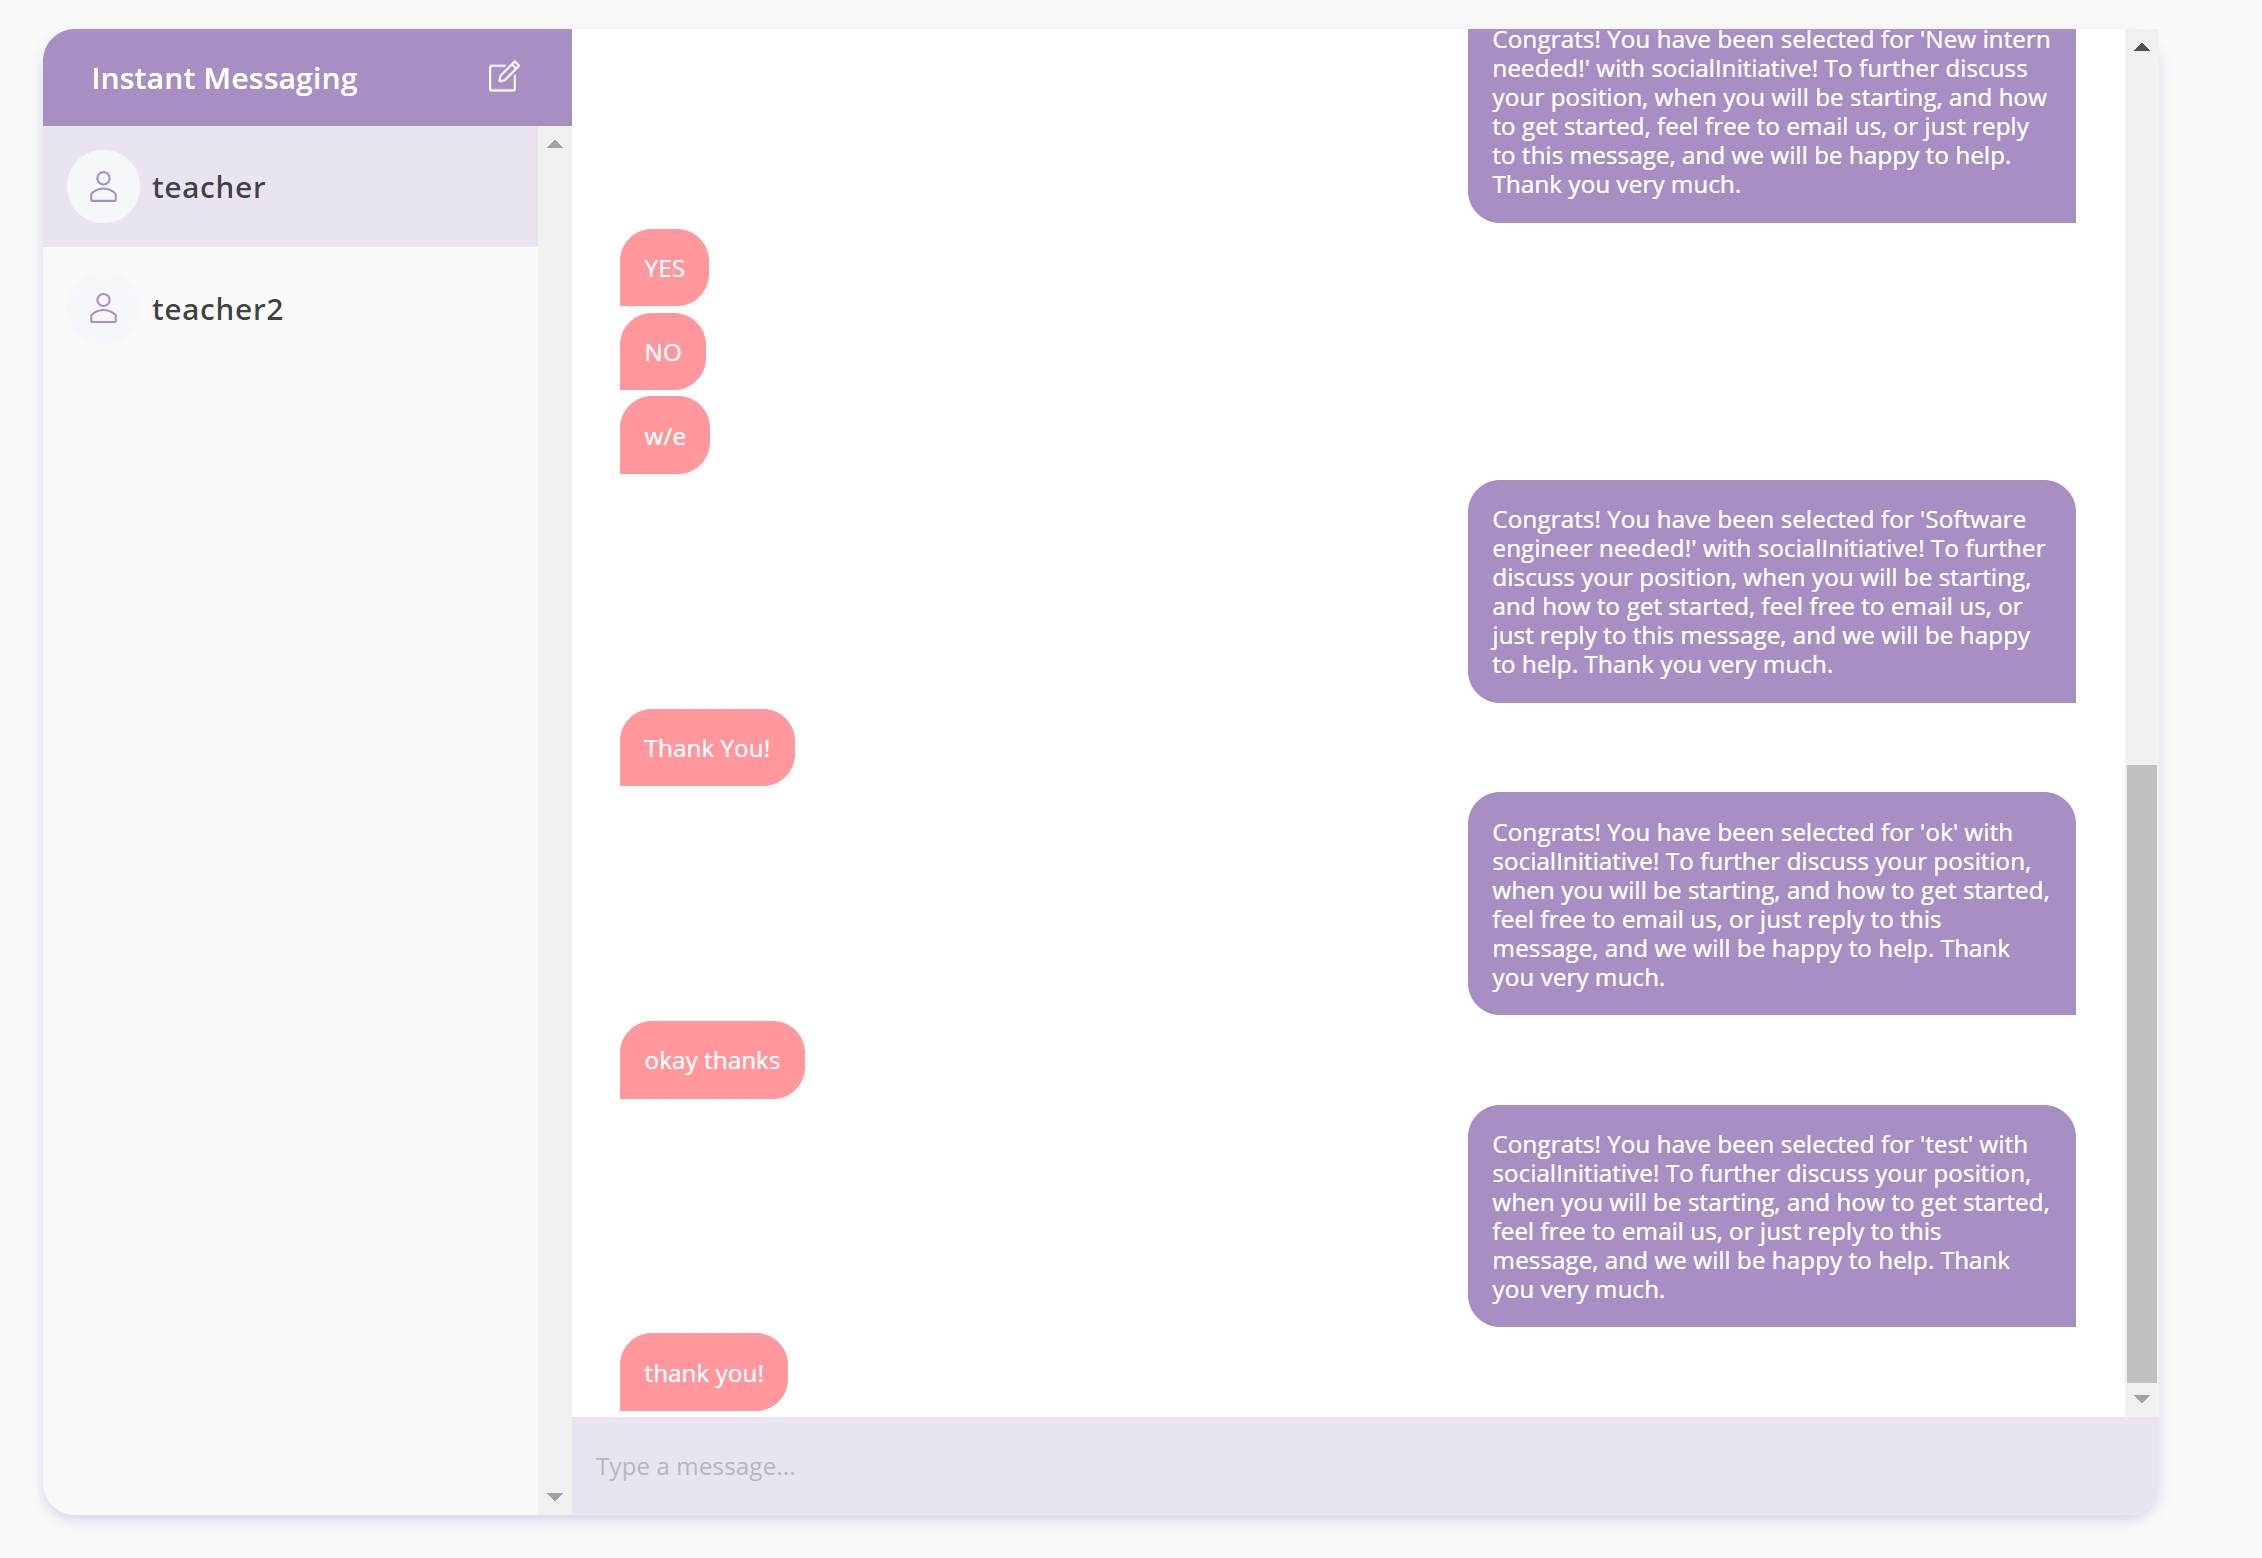 Instant Messaging
teacher
teacher2
Congrats! You have been selected for 'New intern
needed!' with socialInitiative! To further discuss
your position, when you will be starting, and how
to get started, feel free to email us, or just reply
to this message, and we will be happy to help.
Thank you very much.
YES
NO
w/e
Congrats! You have been selected for 'Software
engineer needed!' with socialInitiative! To further
discuss your position, when you will be starting,
and how to get started, feel free to email us, or
just reply to this message, and we will be happy
to help. Thank you very much.
Thank You!
Congrats! You have been selected for 'ok' with
socialInitiative! To further discuss your position,
when you will be starting, and how to get started,
feel free to email us, or just reply to this
message, and we will be happy to help. Thank
you very much.
okay thanks
Congrats! You have been selected for 'test' with
socialInitiative! To further discuss your position,
when you will be starting, and how to get started,
feel free to email us, or just reply to this
message, and we will be happy to help. Thank
you very much.
thank you!
Type a message...